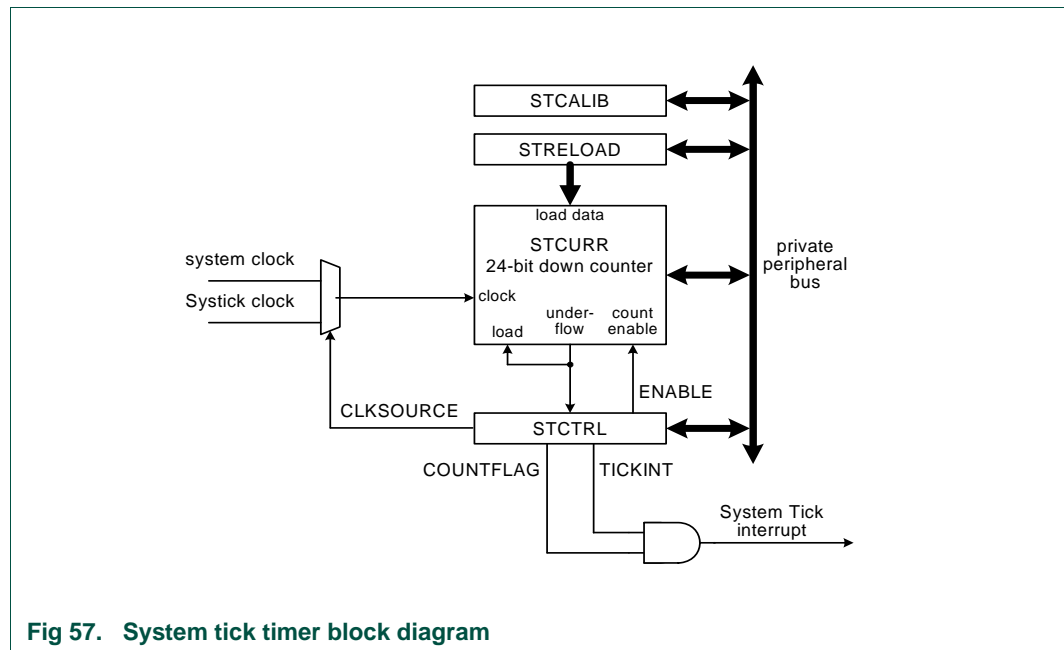 STCALIB
STRELOAD
load data
STCURR
24-bit down counter
private
peripheral
bus
system clock
Systick clock
clock
under-
flow
count
enable
load
ENABLE
CLKSOURCE
STCTRL
COUNTFLAG
TICKINT
System Tick
interrupt
Fig 57. System tick timer block diagram